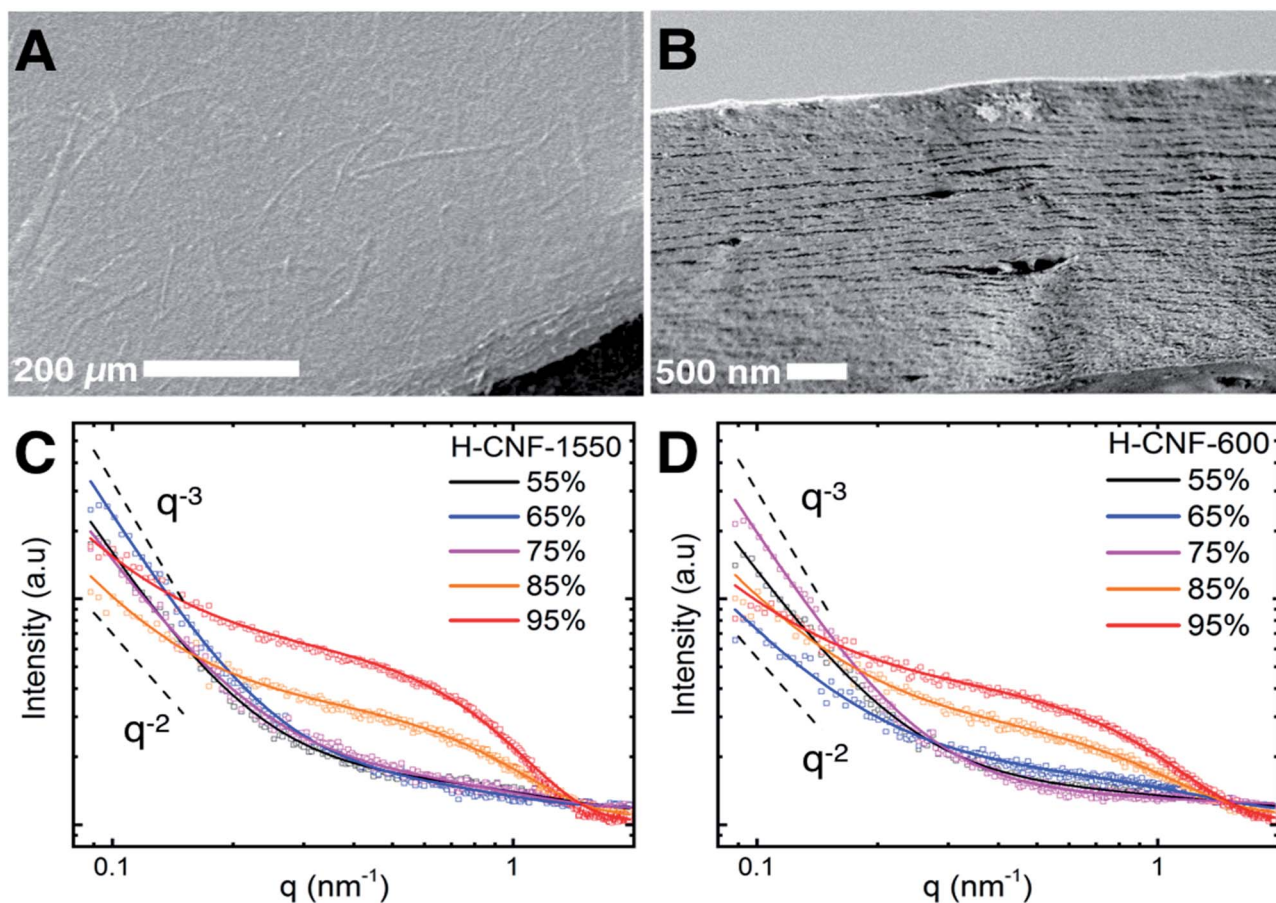 A
200 µm
B
500 nm
C
H-CNF-1550
55%
65%
75%
85%
95%
q-3
q-2
Intensity (a.u)
0.1
1
q (nm-1)
D
H-CNF-600
55%
65%
75%
85%
95%
q-3
q-2
Intensity (a.u)
0.1
1
q (nm-1)